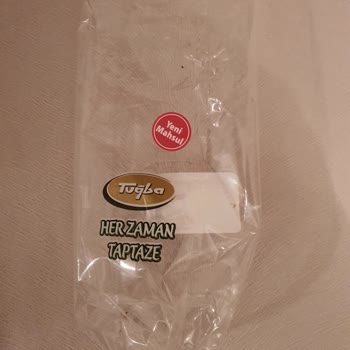 Yeni
Mahsul
Tuğba
HER ZAMAN
TAPTAZE